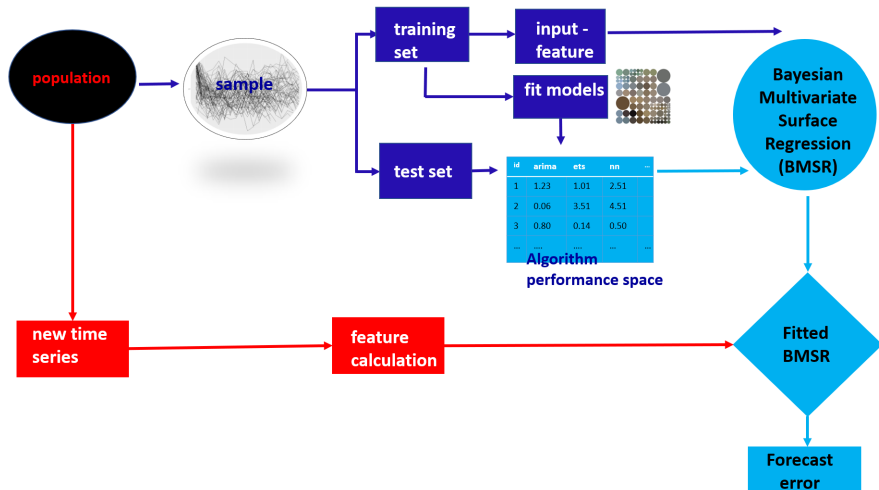 population
sample
training
set
input -
feature
fit models
test set
id arima ets nn ..
1 1.23 1.01 2.51
2 0.06 3.51 4.51
3 0.80 0.14 0.50
... .... .... ... ...
Algorithm
performance space
Bayesian
Multivariate
Surface
Regression
(BMSR)
new time
series
feature
calculation
Fitted
BMSR
Forecast
error